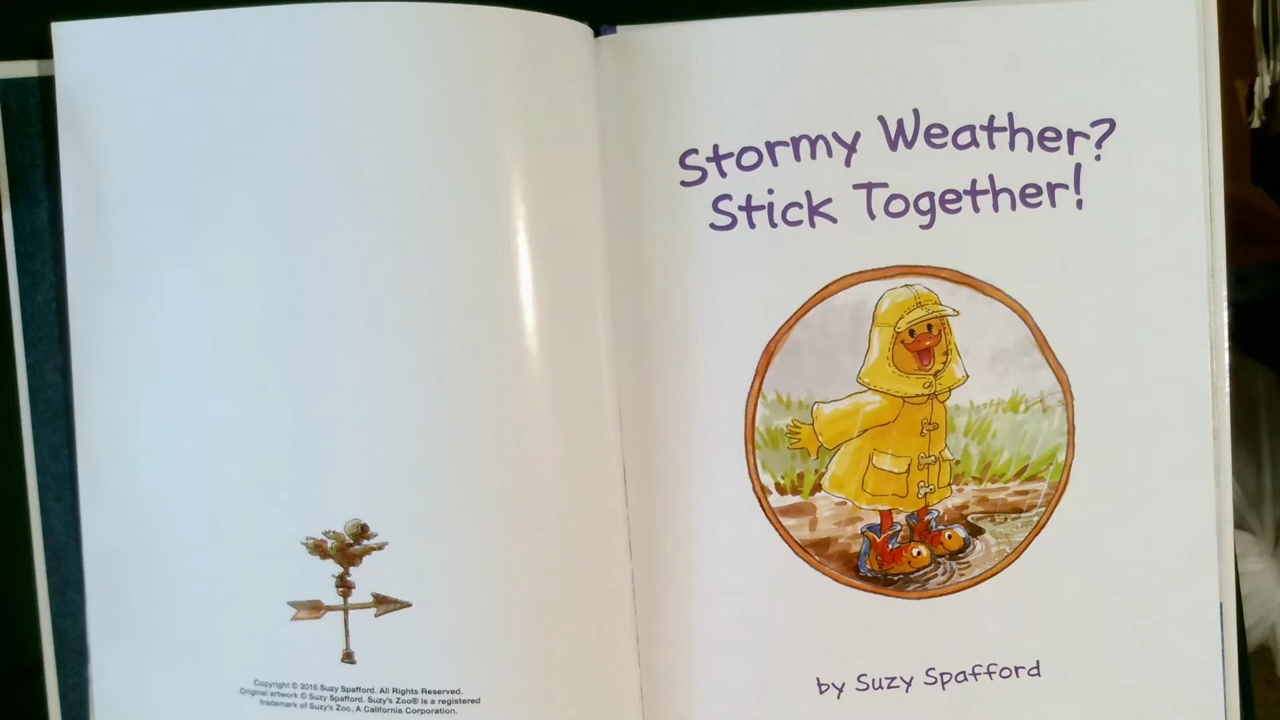 Copyright © 2016 Suzy Spafford. All Rights Reserved.
Original artwork © Suzy Spafford. Suzy's Zoo® is a registered
trademark of Suzy's Zoo, A California Corporation.
Stormy Weather?
Stick Together!
by Suzy Spafford